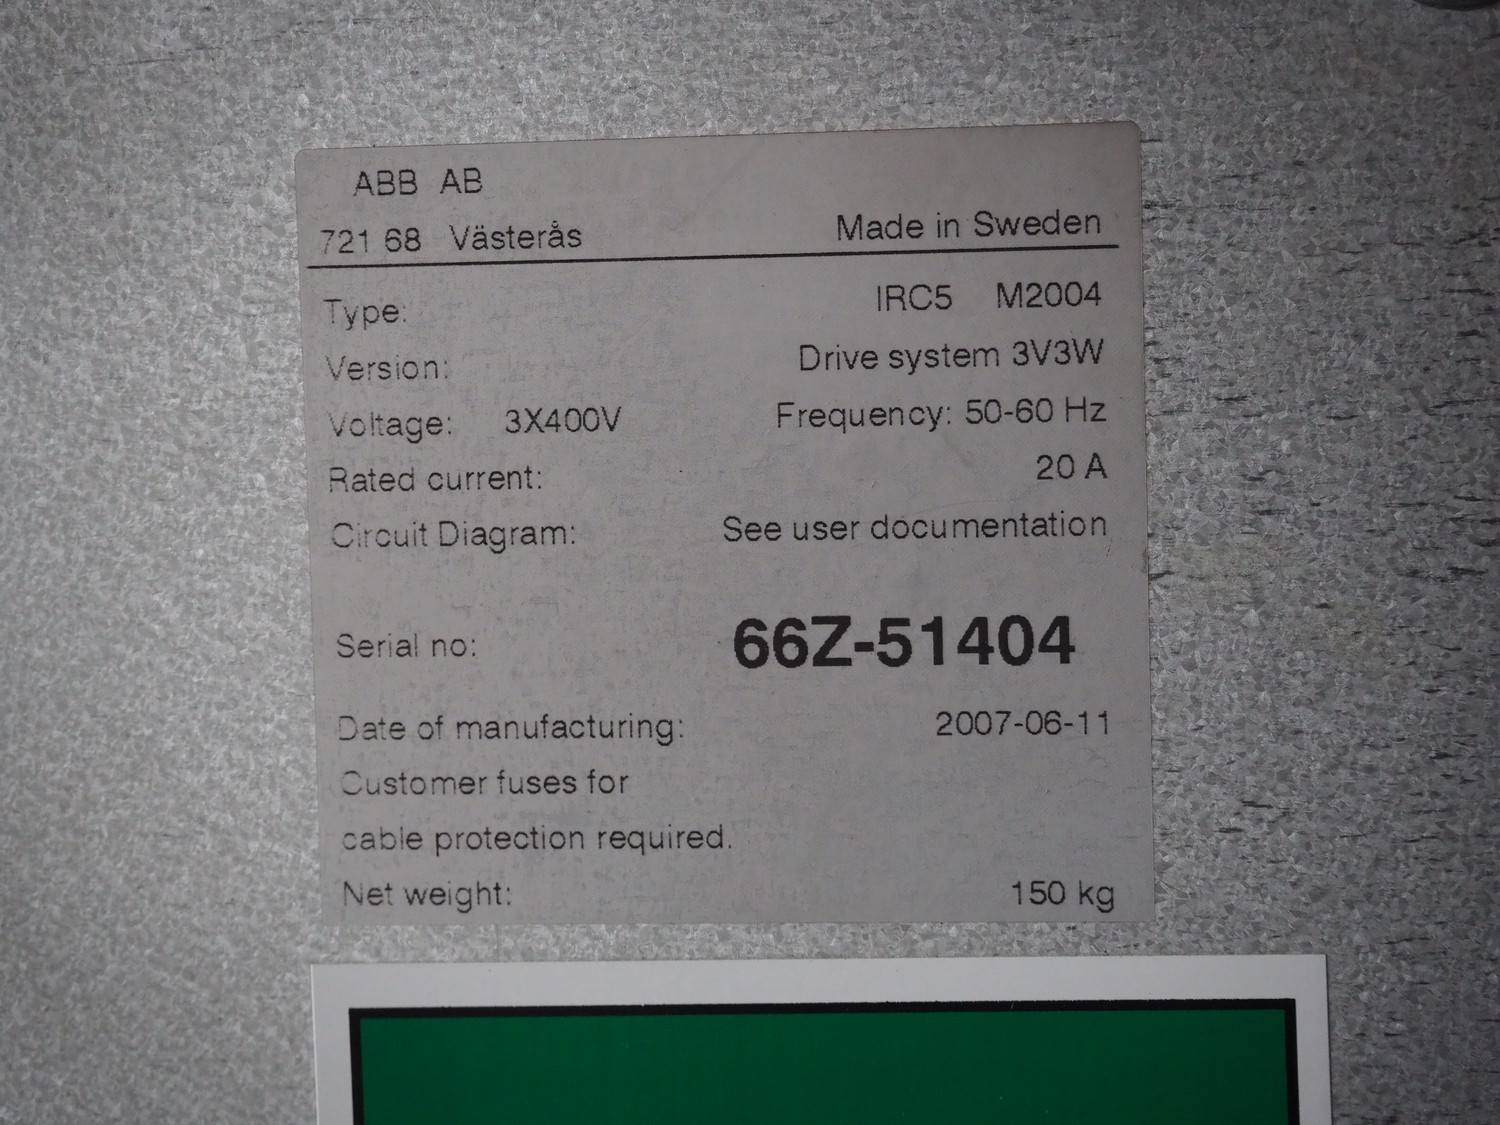 ABB AB
721 68 Västerås Made in Sweden
Type: IRC5 M2004
Version: Drive system 3V3W
Voltage: 3X400V Frequency: 50-60 Hz
Rated current: 20 A
Circuit Diagram: See user documentation
Serial no: 66Z-51404
Date of manufacturing: 2007-06-11
Customer fuses for
cable protection required.
Net weight: 150 kg